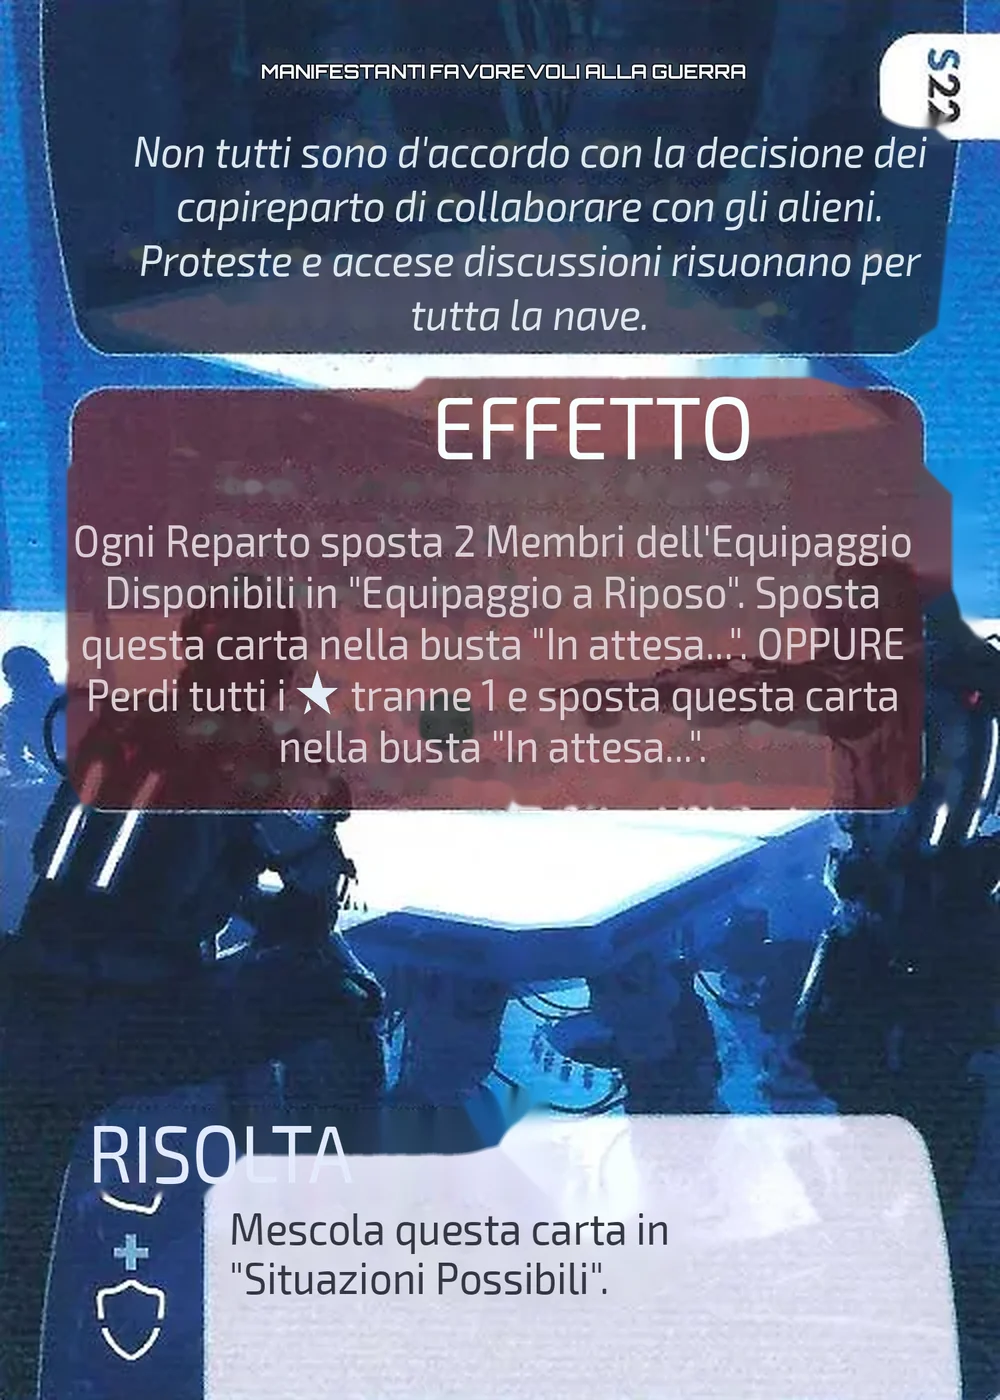 MANIFESTANTI FAVOREVOLI ALLA GUERRA
S22
Non tutti sono d'accordo con la decisione dei
capireparto di collaborare con gli alieni.
Proteste e accese discussioni risuonano per
tutta la nave.
EFFETTO
Ogni Reparto sposta 2 Membri dell'Equipaggio
Disponibili in "Equipaggio a Riposo". Sposta
questa carta nella busta "In attesa...". OPPURE
Perdi tutti i ★ tranne 1 e sposta questa carta
nella busta "In attesa...".
RISOLTA
Mescola questa carta in
"Situazioni Possibili".